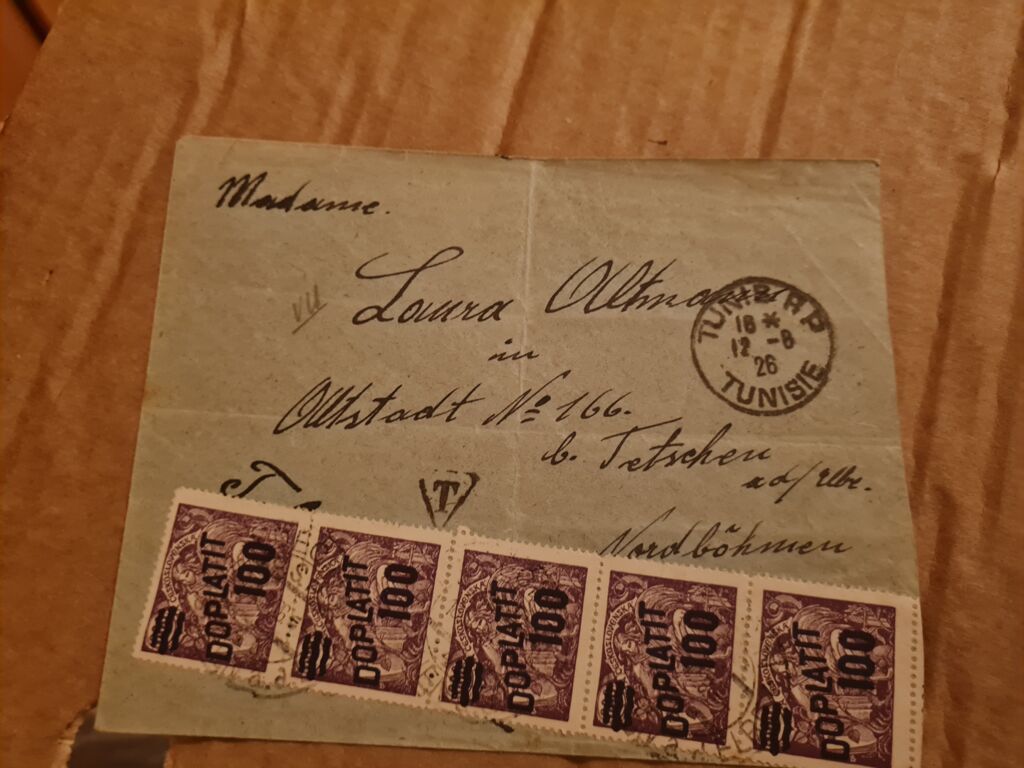 Madame.
Laura Altmann
in
Altstadt No 166.
b. Tetschen
a d/ Elbe.
Nordböhmen
TUNIS R P
18 *
12 - 8
26
TUNISIE
T
T
DOPLATIT
100
DOPLATIT
100
DOPLATIT
100
DOPLATIT
100
DOPLATIT
100